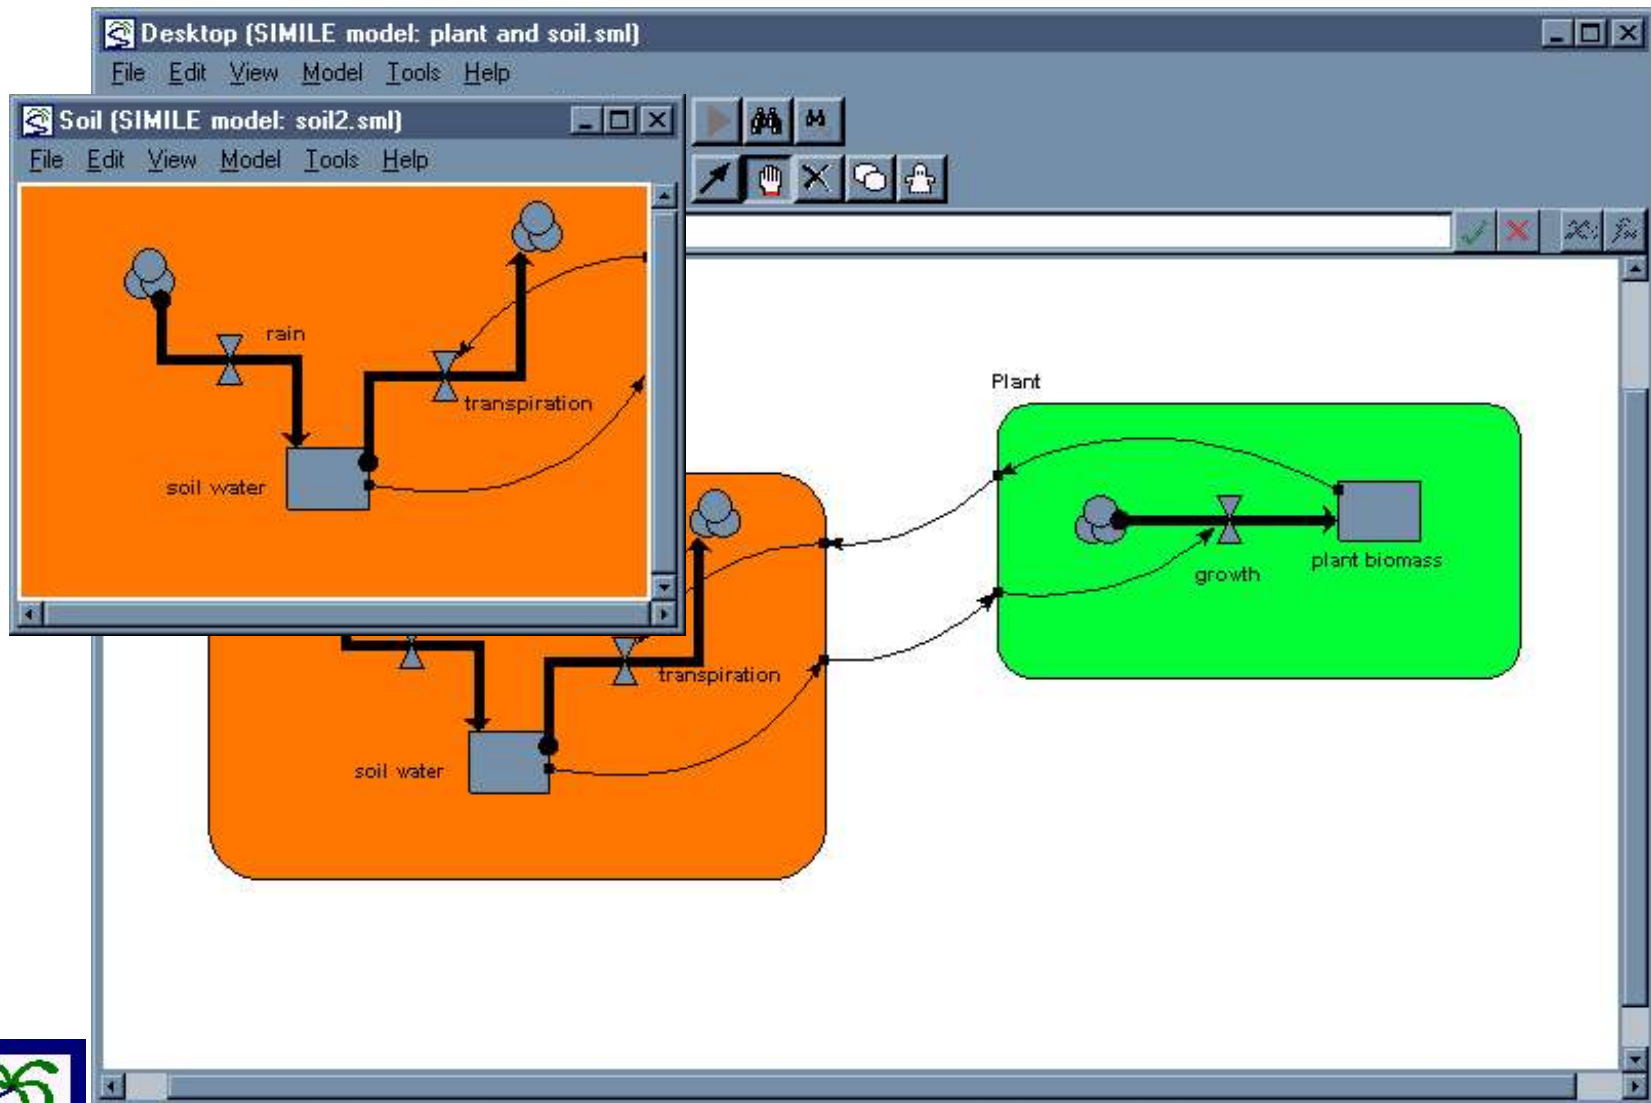 Desktop (SIMILE model: plant and soil.sml)
File Edit View Model Tools Help
Soil (SIMILE model: soil2.sml)
File Edit View Model Tools Help
rain
transpiration
soil water
Plant
growth
plant biomass
transpiration
soil water